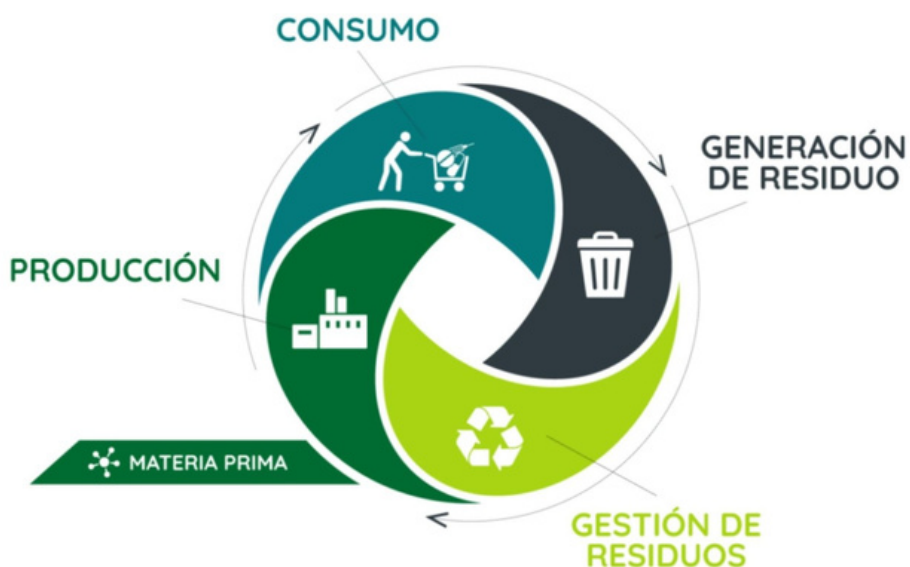 CONSUMO
GENERACIÓN
DE RESIDUO
PRODUCCIÓN
MATERIA PRIMA
GESTIÓN DE
RESIDUOS